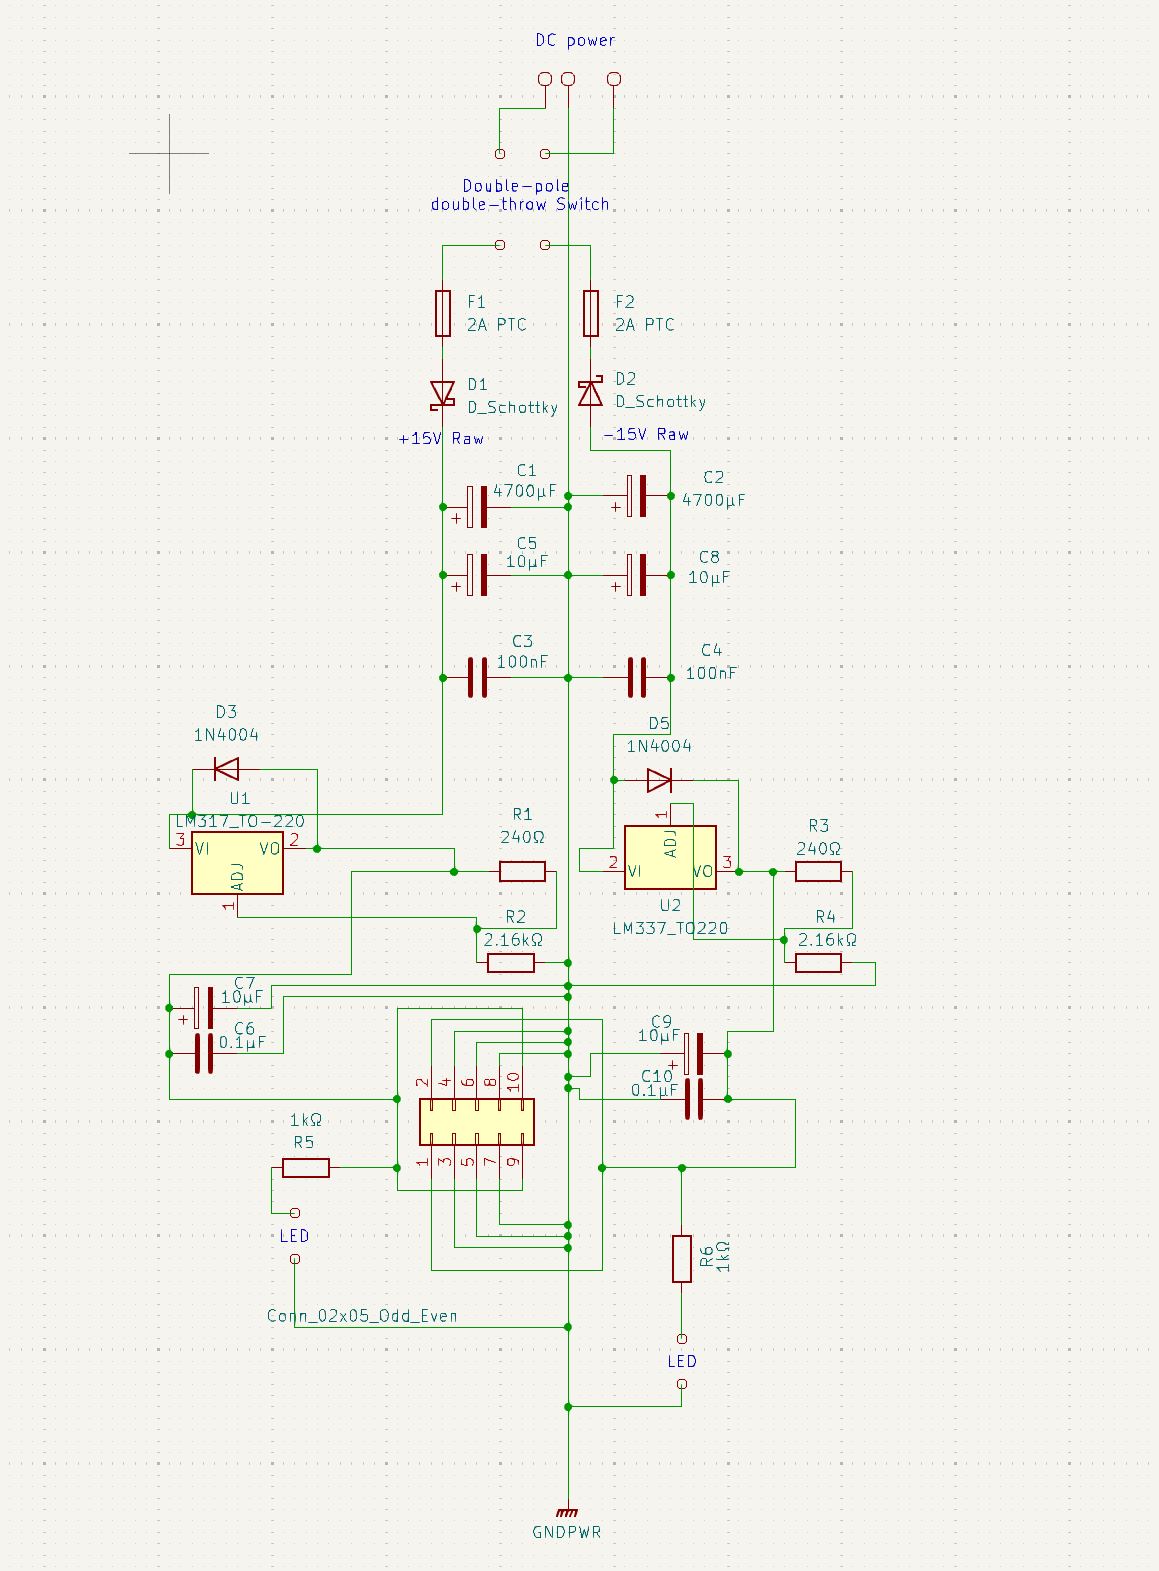 DC power
Double-pole
double-throw Switch
F1
2A PTC
F2
2A PTC
D1
D_Schottky
D2
D_Schottky
+15V Raw
-15V Raw
C1
4700µF
C2
4700µF
+
+
C5
10µF
C8
10µF
+
+
C3
100nF
C4
100nF
D3
1N4004
D5
1N4004
U1
LM317_TO-220
3
VI
VO
2
ADJ
1
R1
240Ω
1
ADJ
2
VI
VO
3
U2
LM337_TO220
R3
240Ω
R2
2.16kΩ
R4
2.16kΩ
C7
10µF
+
C6
0.1µF
C9
10µF
+
C10
0.1µF
2
4
6
8
10
1
3
5
7
9
1kΩ
R5
LED
Conn_02x05_Odd_Even
R6
1kΩ
LED
GNDPWR